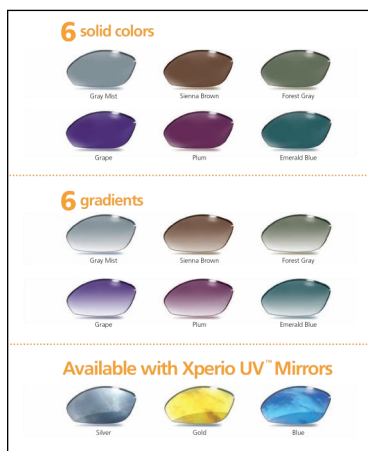 6 solid colors
Gray Mist Sienna Brown Forest Gray
Grape Plum Emerald Blue
6 gradients
Gray Mist Sienna Brown Forest Gray
Grape Plum Emerald Blue
Available with Xperio UV™ Mirrors
Silver Gold Blue